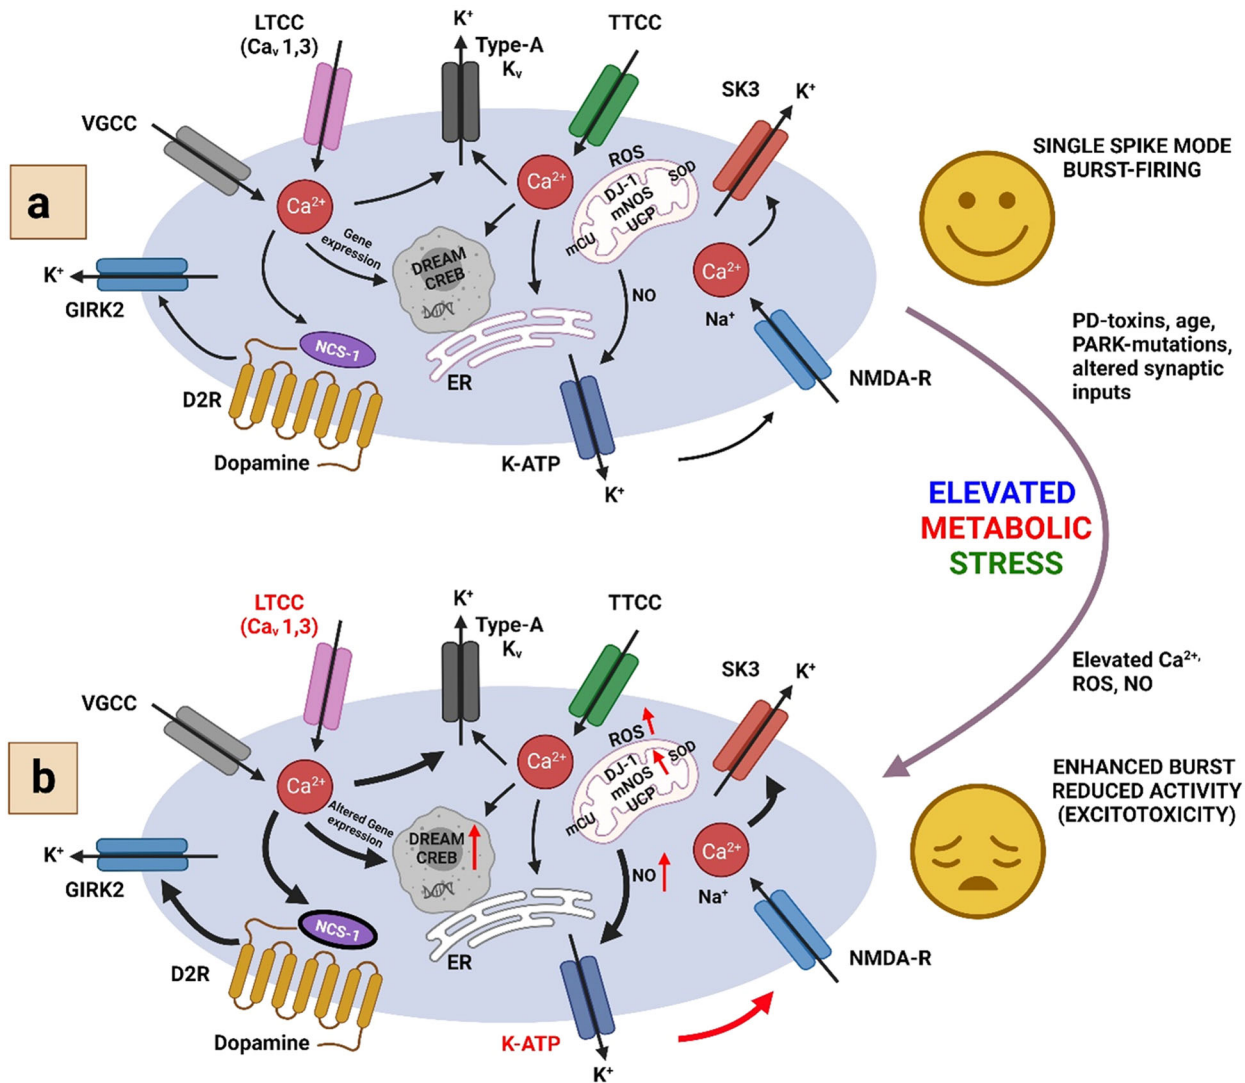 LTCC
(Cav 1,3)
K+
Type-A
Kv
TTCC
SK3
K+
VGCC
Ca2+
Ca2+
ROS
SOD
DJ-1
mNOS
UCP
mCU
SINGLE SPIKE MODE
BURST-FIRING
a
Gene
expression
DREAM
CREB
Ca2+
K+
GIRK2
NO
Na+
NCS-1
ER
D2R
NMDA-R
PD-toxins, age,
PARK-mutations,
altered synaptic
inputs
Dopamine
K-ATP
K+
ELEVATED
METABOLIC
STRESS
LTCC
(Cav 1,3)
K+
Type-A
Kv
TTCC
SK3
K+
VGCC
Elevated Ca2+,
ROS, NO
Ca2+
Ca2+
ROS
SOD
DJ-1
mNOS
UCP
mCU
b
ENHANCED BURST
REDUCED ACTIVITY
(EXCITOTOXICITY)
Altered Gene
expression
DREAM
CREB
Ca2+
K+
GIRK2
NO
Na+
NCS-1
ER
D2R
NMDA-R
Dopamine
K-ATP
K+